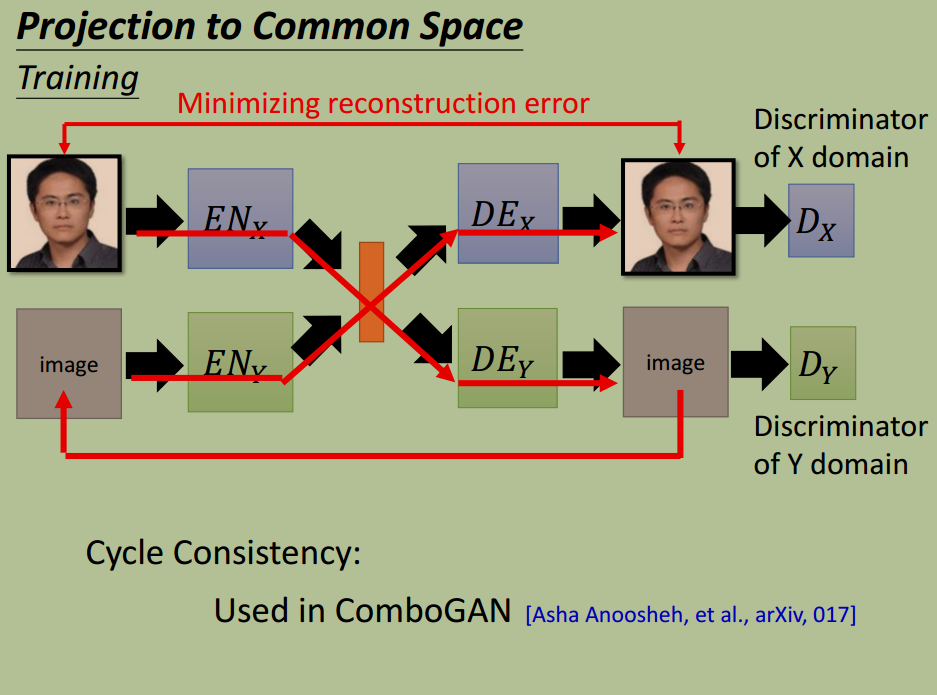 Projection to Common Space
Training
Minimizing reconstruction error
Discriminator
of X domain
EN_X
DE_X
D_X
image
EN_Y
DE_Y
image
D_Y
Discriminator
of Y domain
Cycle Consistency:
Used in ComboGAN [Asha Anoosheh, et al., arXiv, 017]